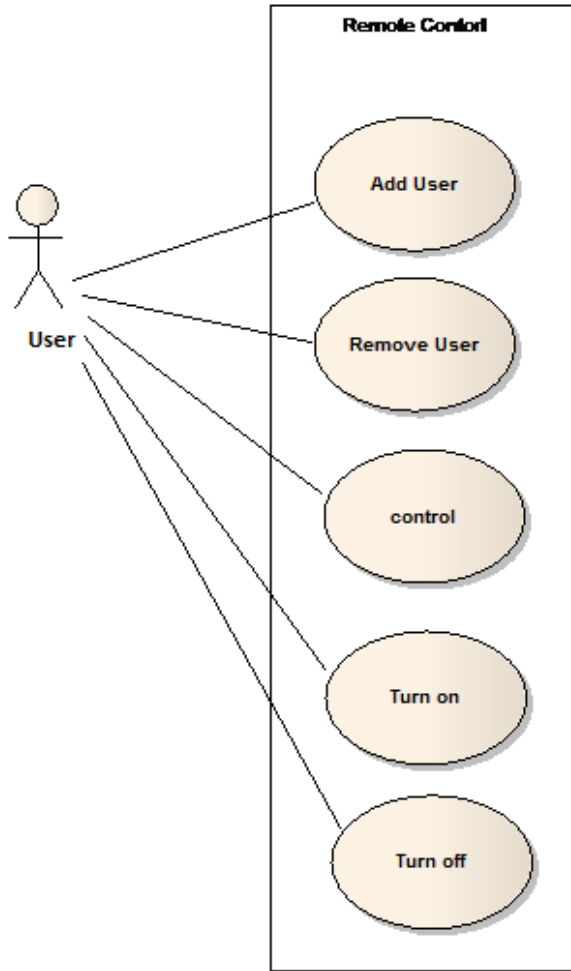 Remote Contorl
Add User
User
Remove User
control
Turn on
Turn off